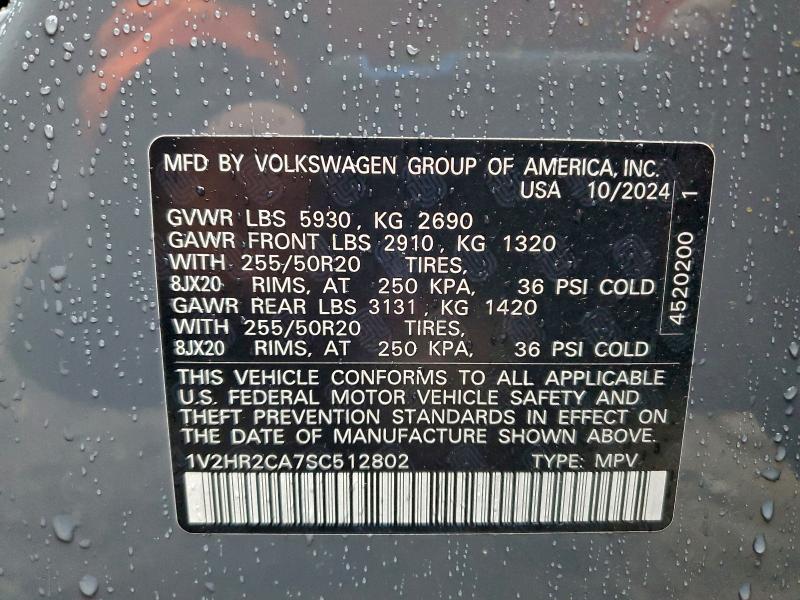 MFD BY VOLKSWAGEN GROUP OF AMERICA, INC.
USA 10/2024
GVWR LBS 5930, KG 2690
GAWR FRONT LBS 2910, KG 1320
WITH 255/50R20 TIRES,
8JX20 RIMS, AT 250 KPA, 36 PSI COLD
GAWR REAR LBS 3131, KG 1420
WITH 255/50R20 TIRES,
8JX20 RIMS, AT 250 KPA, 36 PSI COLD
4520200 1
THIS VEHICLE CONFORMS TO ALL APPLICABLE
U.S. FEDERAL MOTOR VEHICLE SAFETY AND
THEFT PREVENTION STANDARDS IN EFFECT ON
THE DATE OF MANUFACTURE SHOWN ABOVE.
1V2HR2CA7SC512802 TYPE: MPV